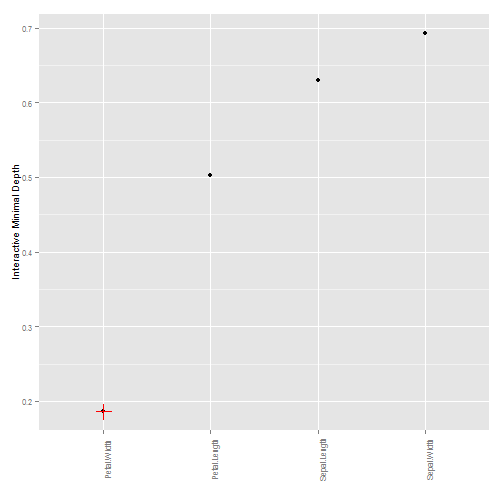 0.7
0.6
0.5
0.4
0.3
0.2
Interactive Minimal Depth
Petal.Width
Petal.Length
Sepal.Length
Sepal.Width